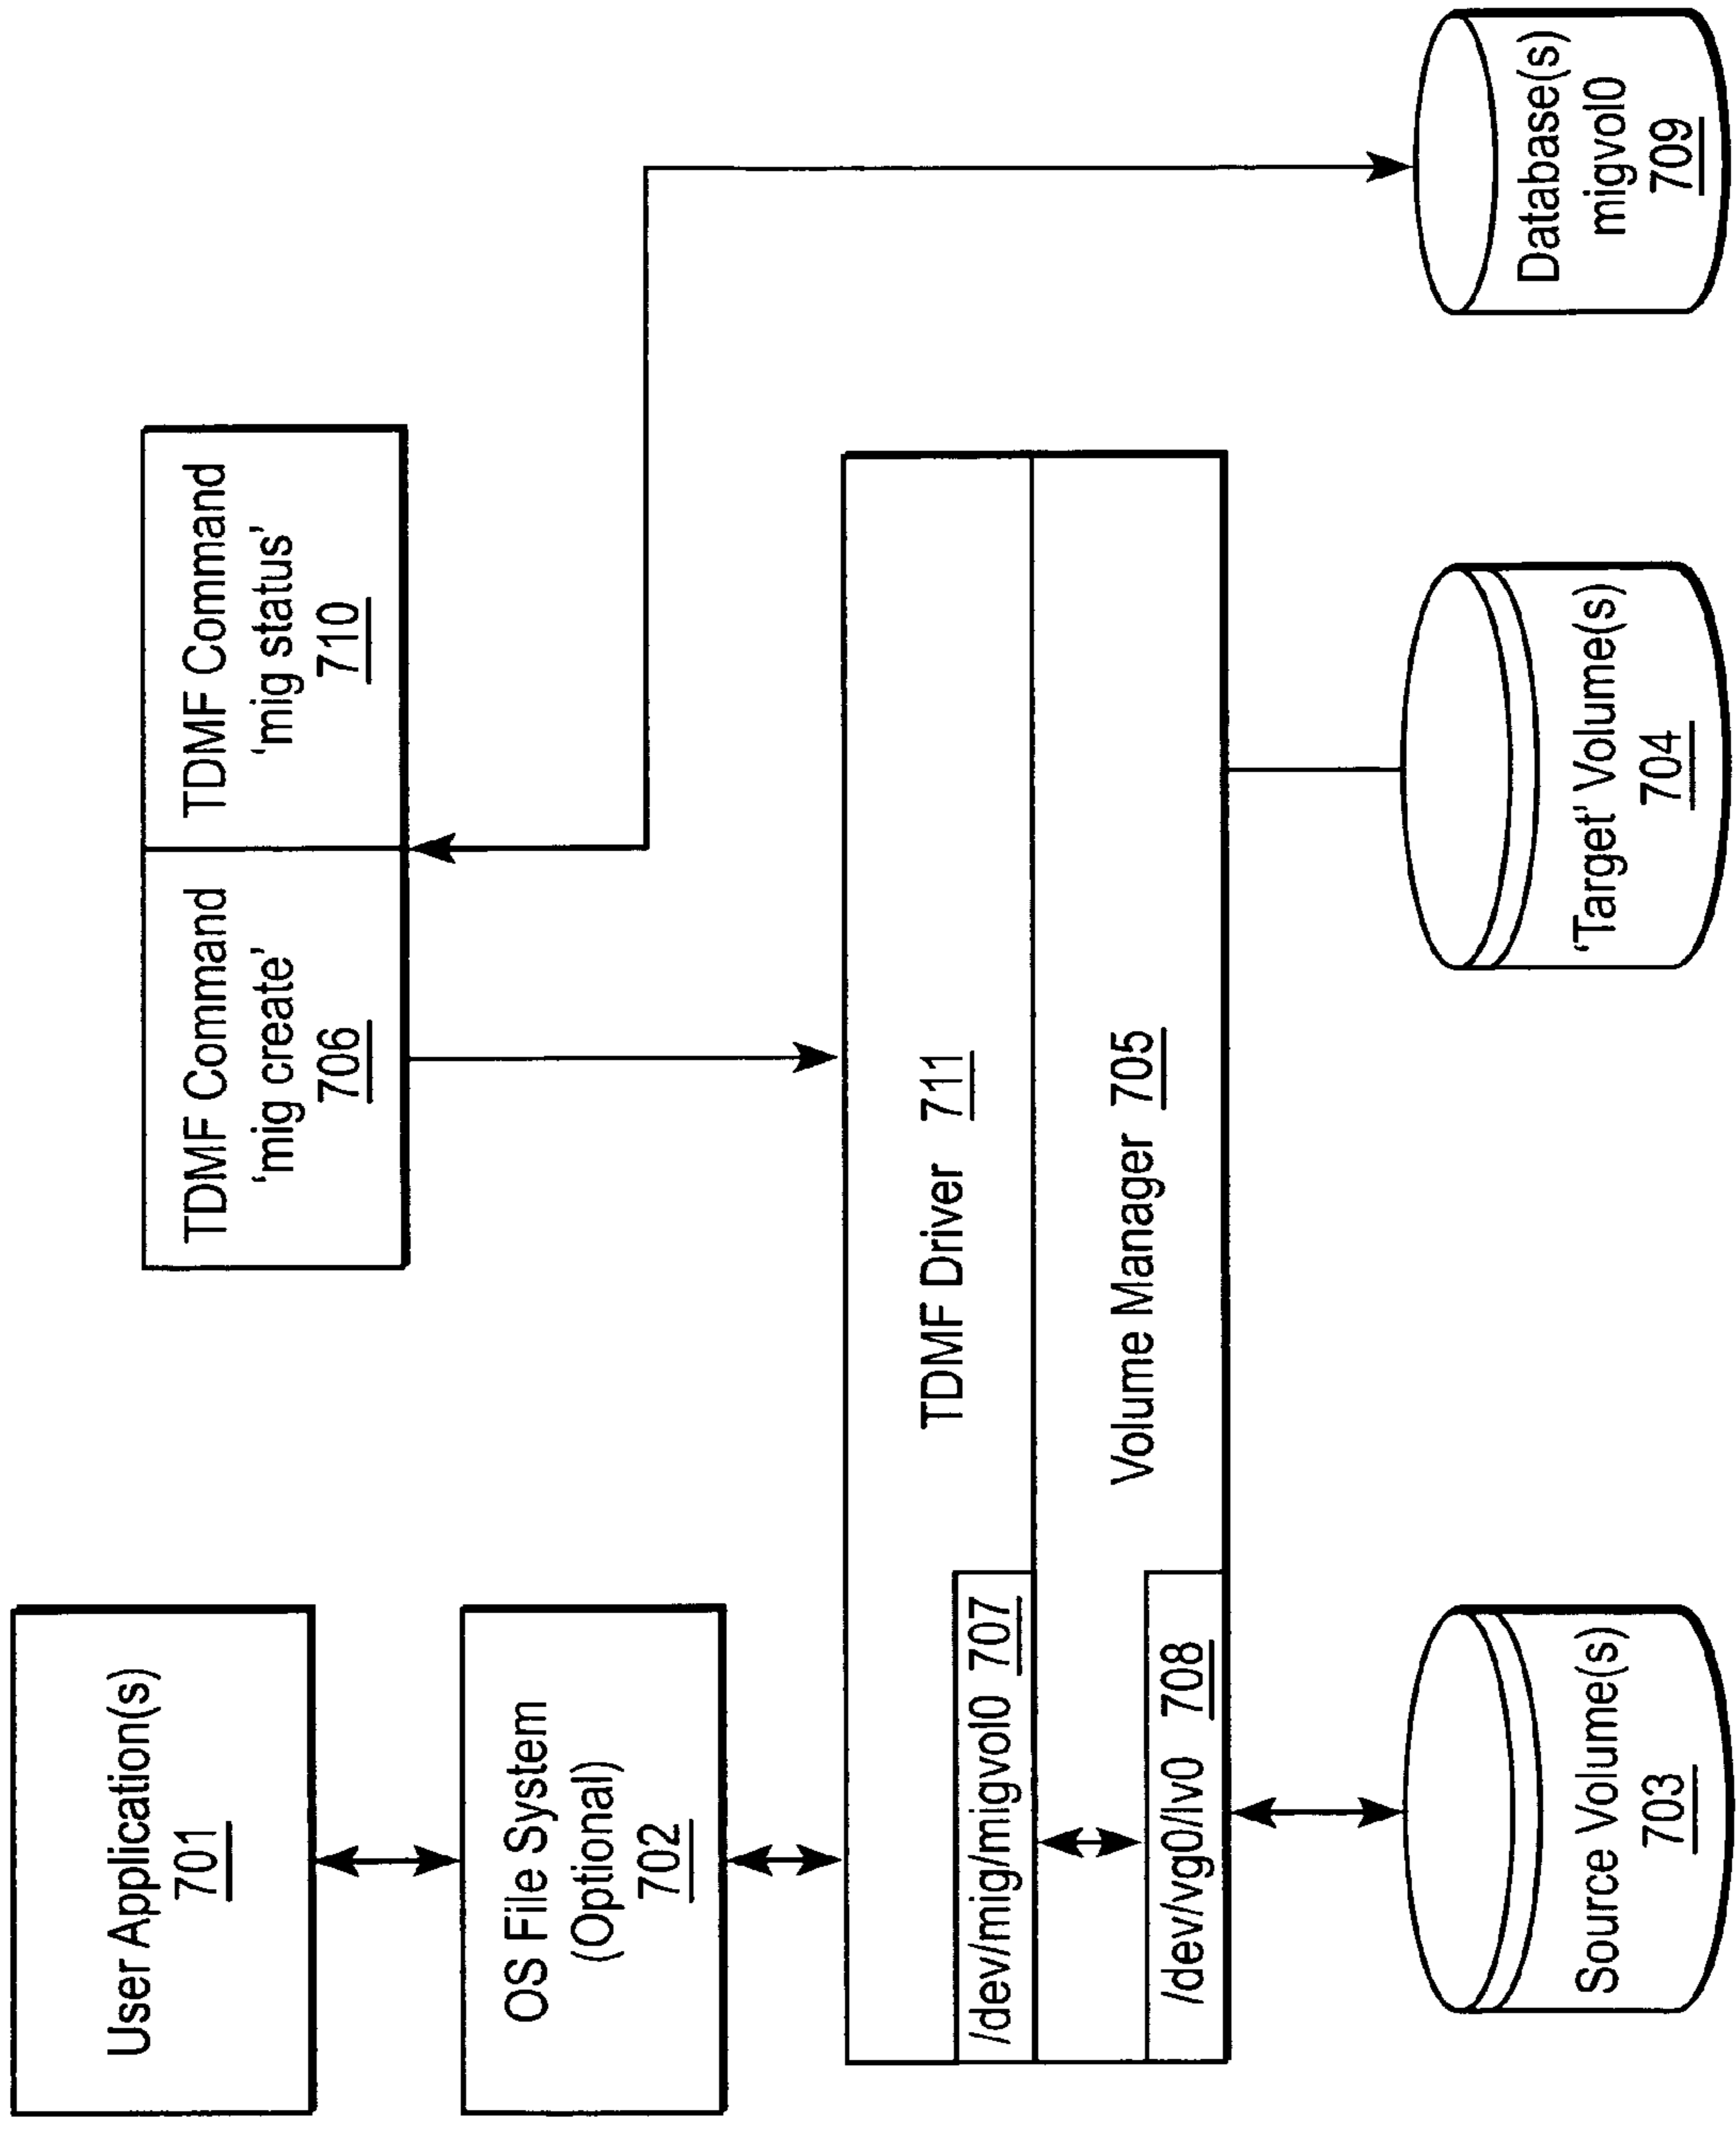 User Application(s)
701
OS File System
(Optional)
702
TDMF Command
'mig create'
706
TDMF Command
'mig status'
710
TDMF Driver 711
/dev/mig/migvol0 707
Volume Manager 705
/dev/vg0/lv0 708
Source Volume(s)
703
'Target' Volume(s)
704
Database(s)
migvol0
709